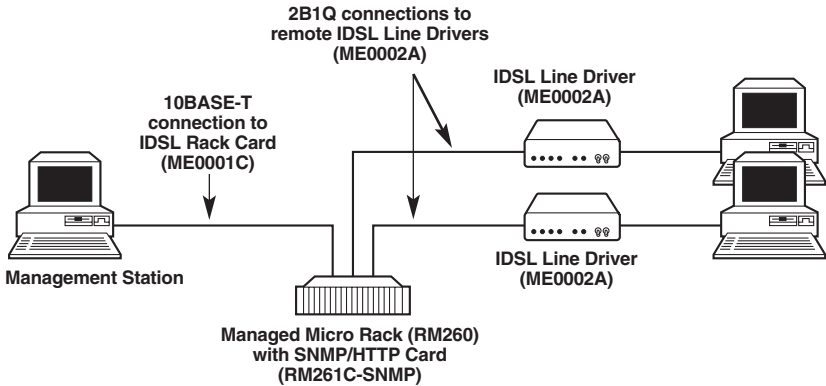 2B1Q connections to
remote IDSL Line Drivers
(ME0002A)
IDSL Line Driver
(ME0002A)
10BASE-T
connection to
IDSL Rack Card
(ME0001C)
Management Station
IDSL Line Driver
(ME0002A)
Managed Micro Rack (RM260)
with SNMP/HTTP Card
(RM261C-SNMP)